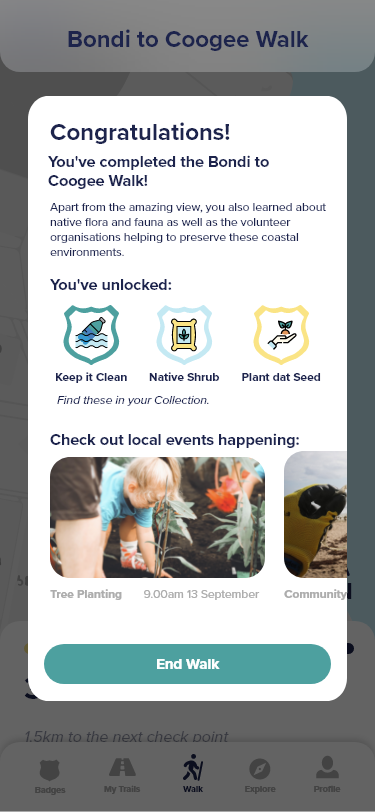 Bondi to Coogee Walk
Congratulations!
You've completed the Bondi to
Coogee Walk!
Apart from the amazing view, you also learned about
native flora and fauna as well as the volunteer
organisations helping to preserve these coastal
environments.
You've unlocked:
Keep it Clean Native Shrub Plant dat Seed
Find these in your Collection.
Check out local events happening:
Tree Planting 9.00am 13 September Community
End Walk
1.5km to the next check point
Badges My Trails Walk Explore Profile